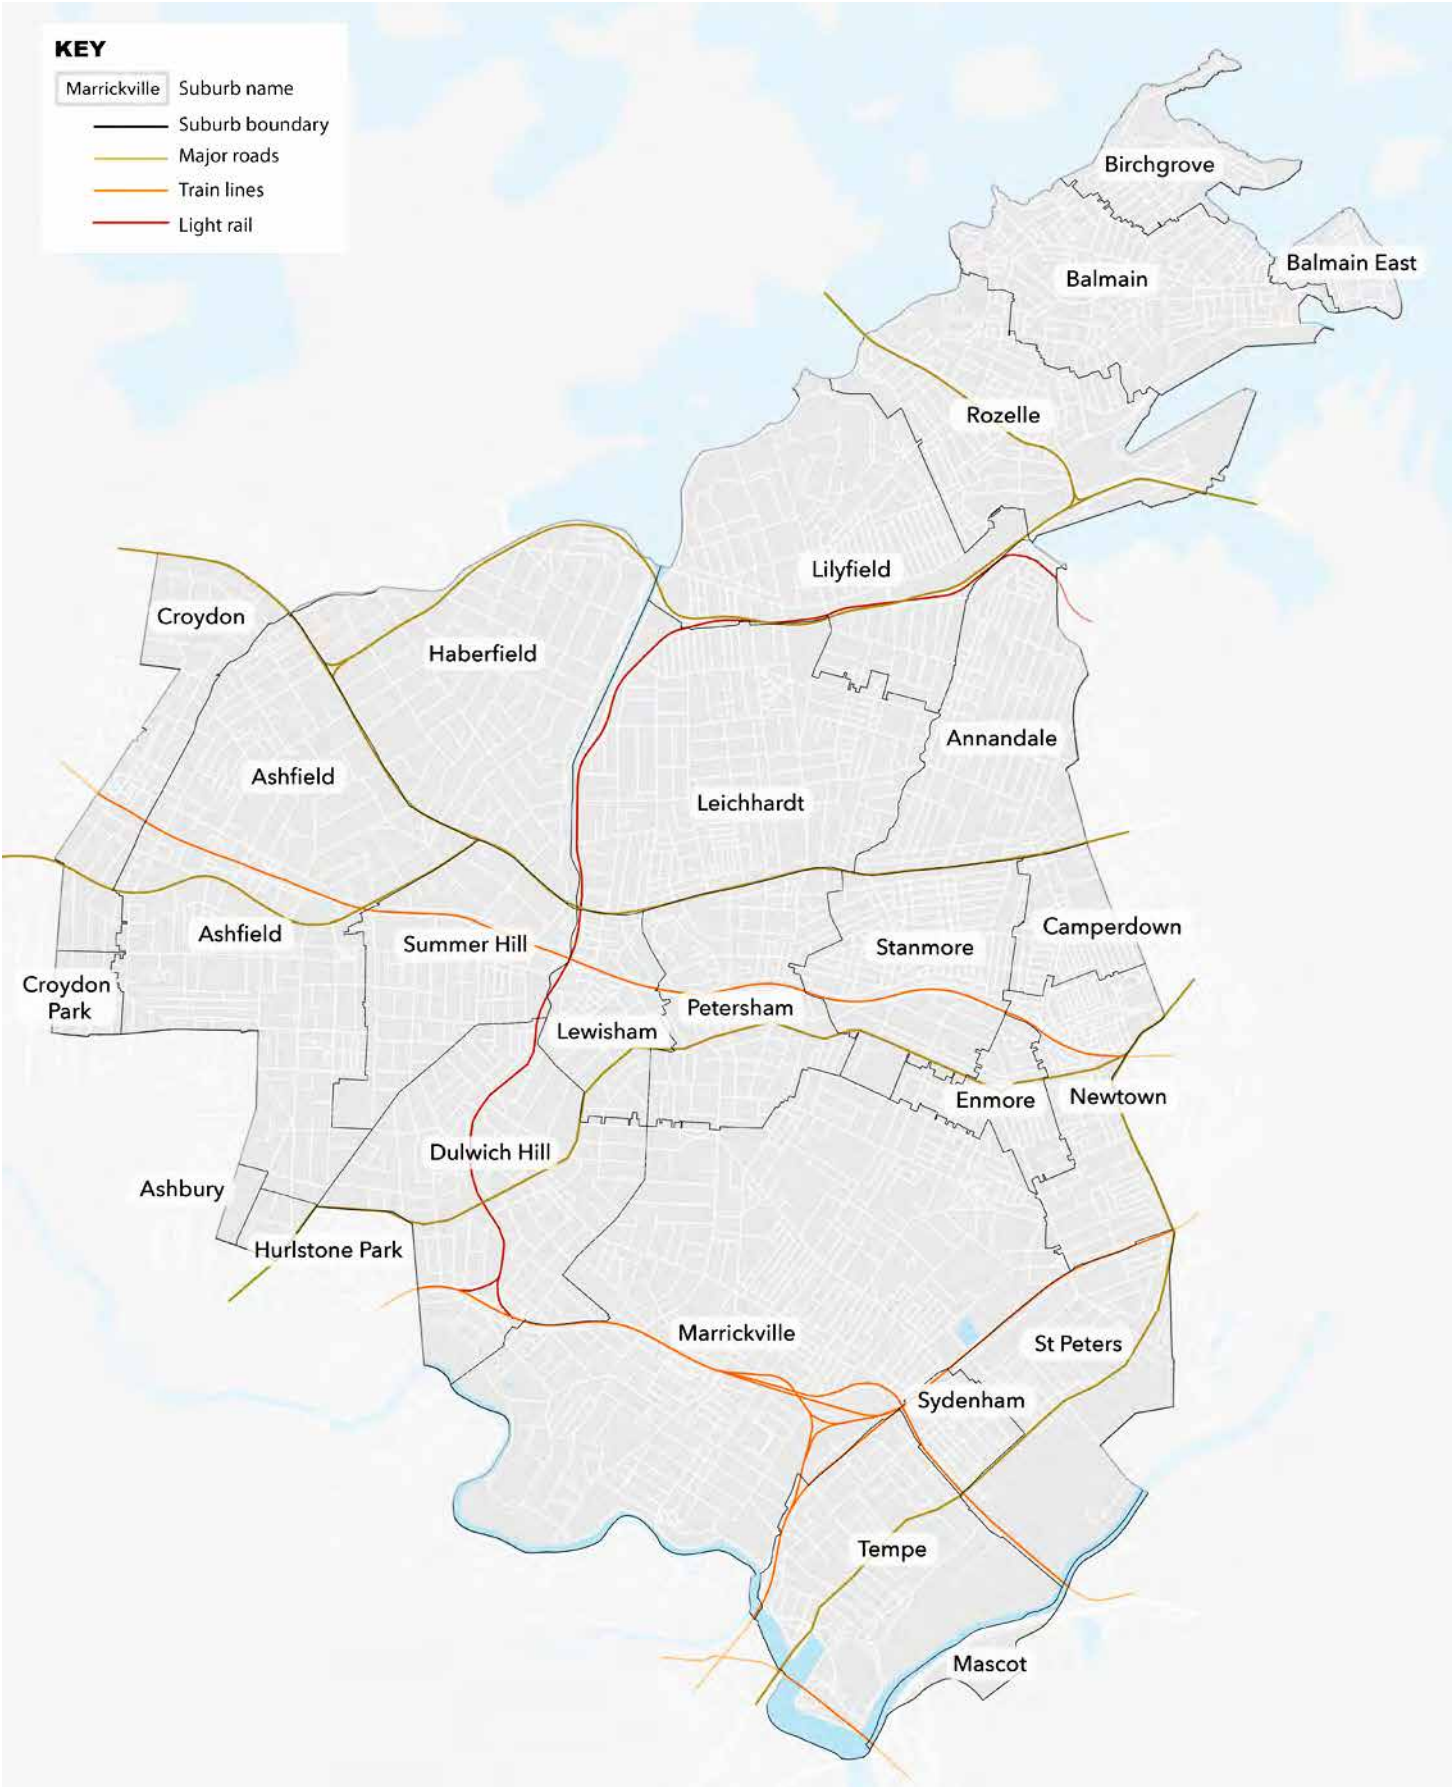 KEY
Marrickville Suburb name
Suburb boundary
Major roads
Train lines
Light rail
Birchgrove
Balmain East
Balmain
Rozelle
Lilyfield
Croydon
Haberfield
Annandale
Ashfield
Leichhardt
Camperdown
Ashfield
Summer Hill
Stanmore
Croydon
Park
Petersham
Lewisham
Newtown
Enmore
Dulwich Hill
Ashbury
Hurlstone Park
Marrickville
St Peters
Sydenham
Tempe
Mascot